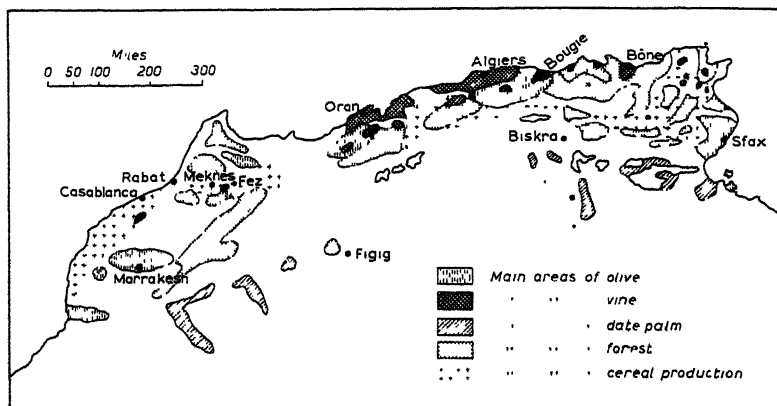 Miles
0 50 100 200 300
Algiers
Bougie
Bône
Oran
Biskra
Sfax
Rabat
Meknes
Fez
Casablanca
Marrakesh
Figig
Main areas of olive
" " " vine
" " " date palm
" " " forest
" " " cereal production